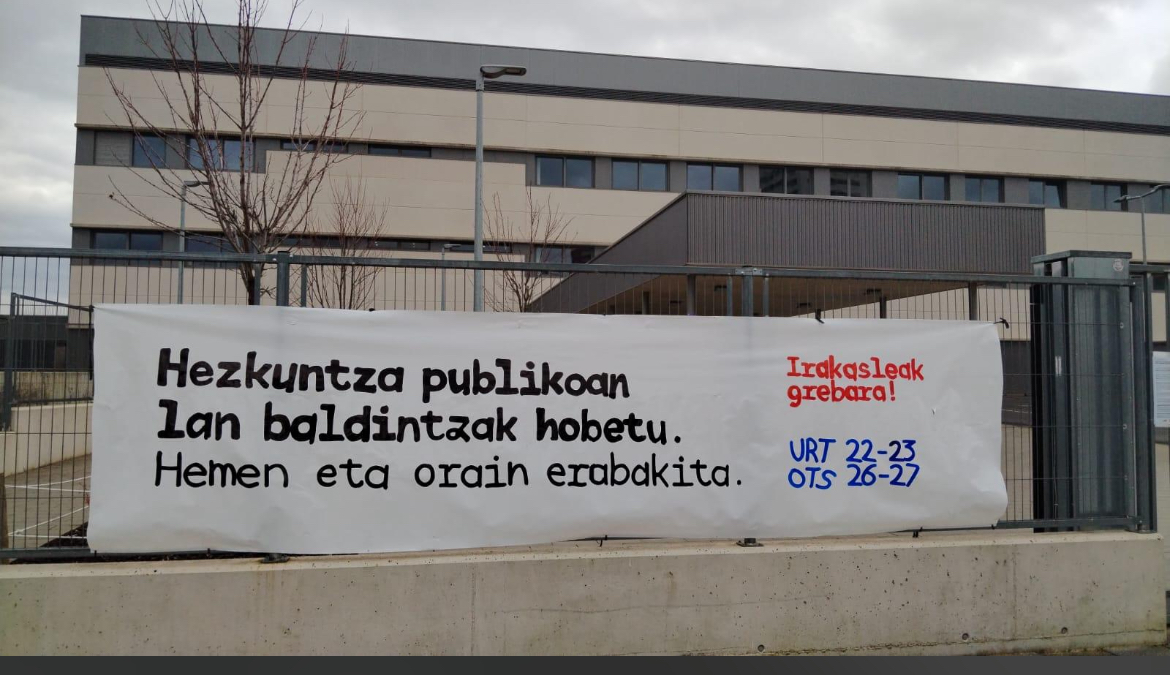 Hezkuntza publikoan
lan baldintzak hobetu.
Hemen eta orain erabakita.
Irakasleak
grebara!
URT 22-23
OTS 26-27